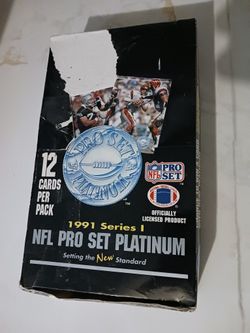 PRO SET
PLATINUM
™
12
CARDS
PER
PACK
NFL
PRO
SET
OFFICIALLY
LICENSED PRODUCT
1991 Series I
NFL PRO SET PLATINUM
Setting the New Standard